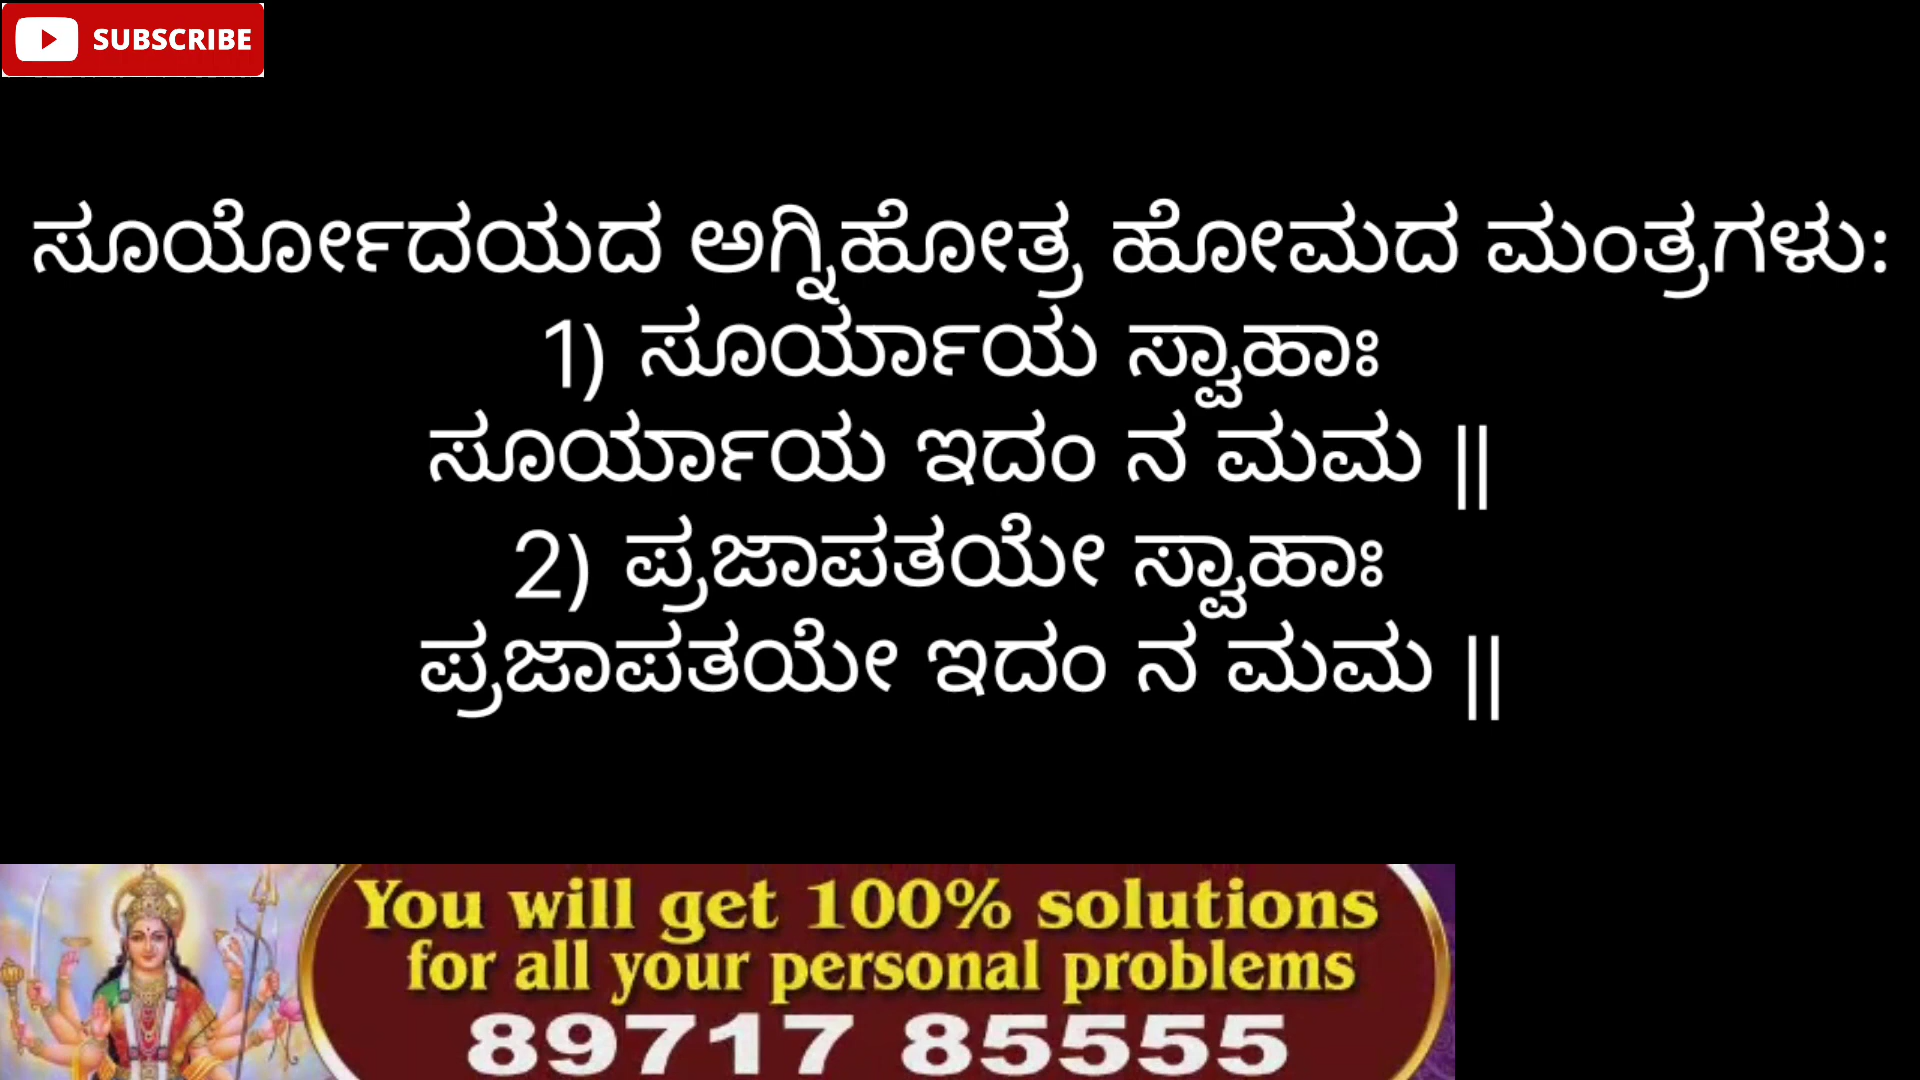 SUBSCRIBE
ಸೂರ್ಯೋದಯದ ಅಗ್ನಿಹೋತ್ರ ಹೋಮದ ಮಂತ್ರಗಳು:
1) ಸೂರ್ಯಾಯ ಸ್ವಾಹಾಃ
ಸೂರ್ಯಾಯ ಇದಂ ನ ಮಮ ||
2) ಪ್ರಜಾಪತಯೇ ಸ್ವಾಹಾಃ
ಪ್ರಜಾಪತಯೇ ಇದಂ ನ ಮಮ ||
You will get 100% solutions
for all your personal problems
89717 85555